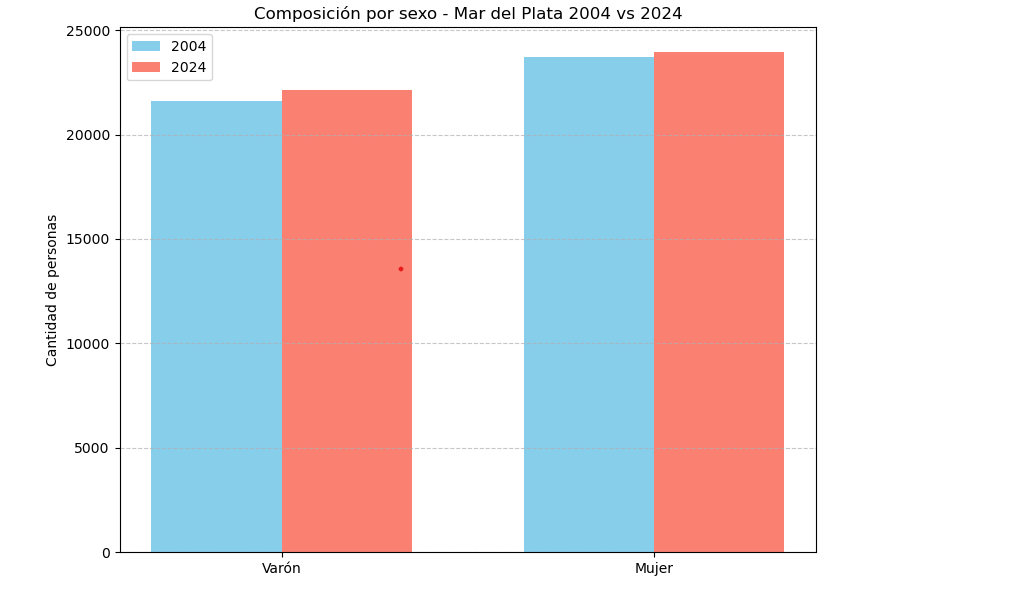 Composición por sexo - Mar del Plata 2004 vs 2024
2004
2024
25000
20000
15000
10000
5000
0
Cantidad de personas
Varón
Mujer